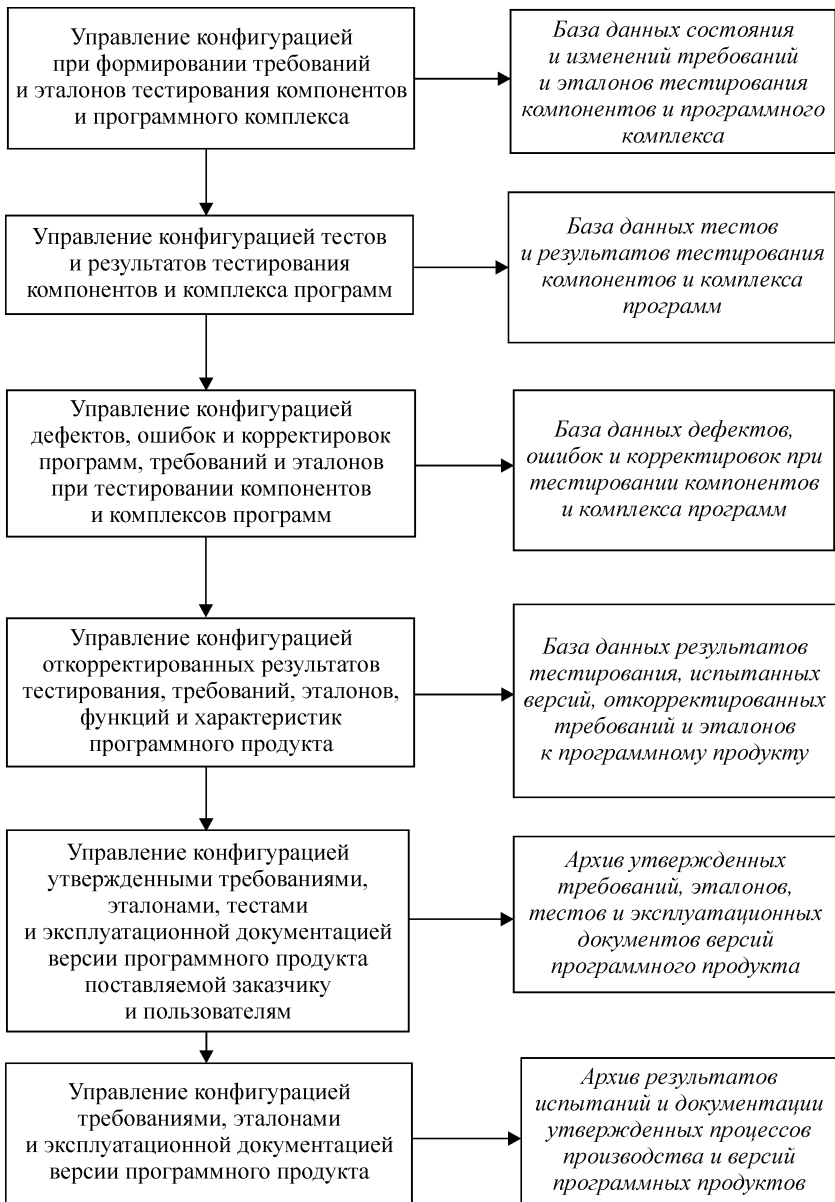 Управление конфигурацией
при формировании требований
и эталонов тестирования компонентов
и программного комплекса
База данных состояния
и изменений требований
и эталонов тестирования
компонентов и программного
комплекса
Управление конфигурацией тестов
и результатов тестирования
компонентов и комплекса программ
База данных тестов
и результатов тестирования
компонентов и комплекса
программ
Управление конфигурацией
дефектов, ошибок и корректировок
программ, требований и эталонов
при тестировании компонентов
и комплексов программ
База данных дефектов,
ошибок и корректировок при
тестировании компонентов
и комплекса программ
Управление конфигурацией
откорректированных результатов
тестирования, требований, эталонов,
функций и характеристик
программного продукта
База данных результатов
тестирования, испытанных
версий, откорректированных
требований и эталонов
к программному продукту
Управление конфигурацией
утвержденными требованиями,
эталонами, тестами
и эксплуатационной документацией
версии программного продукта
поставляемой заказчику
и пользователям
Архив утвержденных
требований, эталонов,
тестов и эксплуатационных
документов версий
программного продукта
Управление конфигурацией
требованиями, эталонами
и эксплуатационной документацией
версии программного продукта
Архив результатов
испытаний и документации
утвержденных процессов
производства и версий
программных продуктов